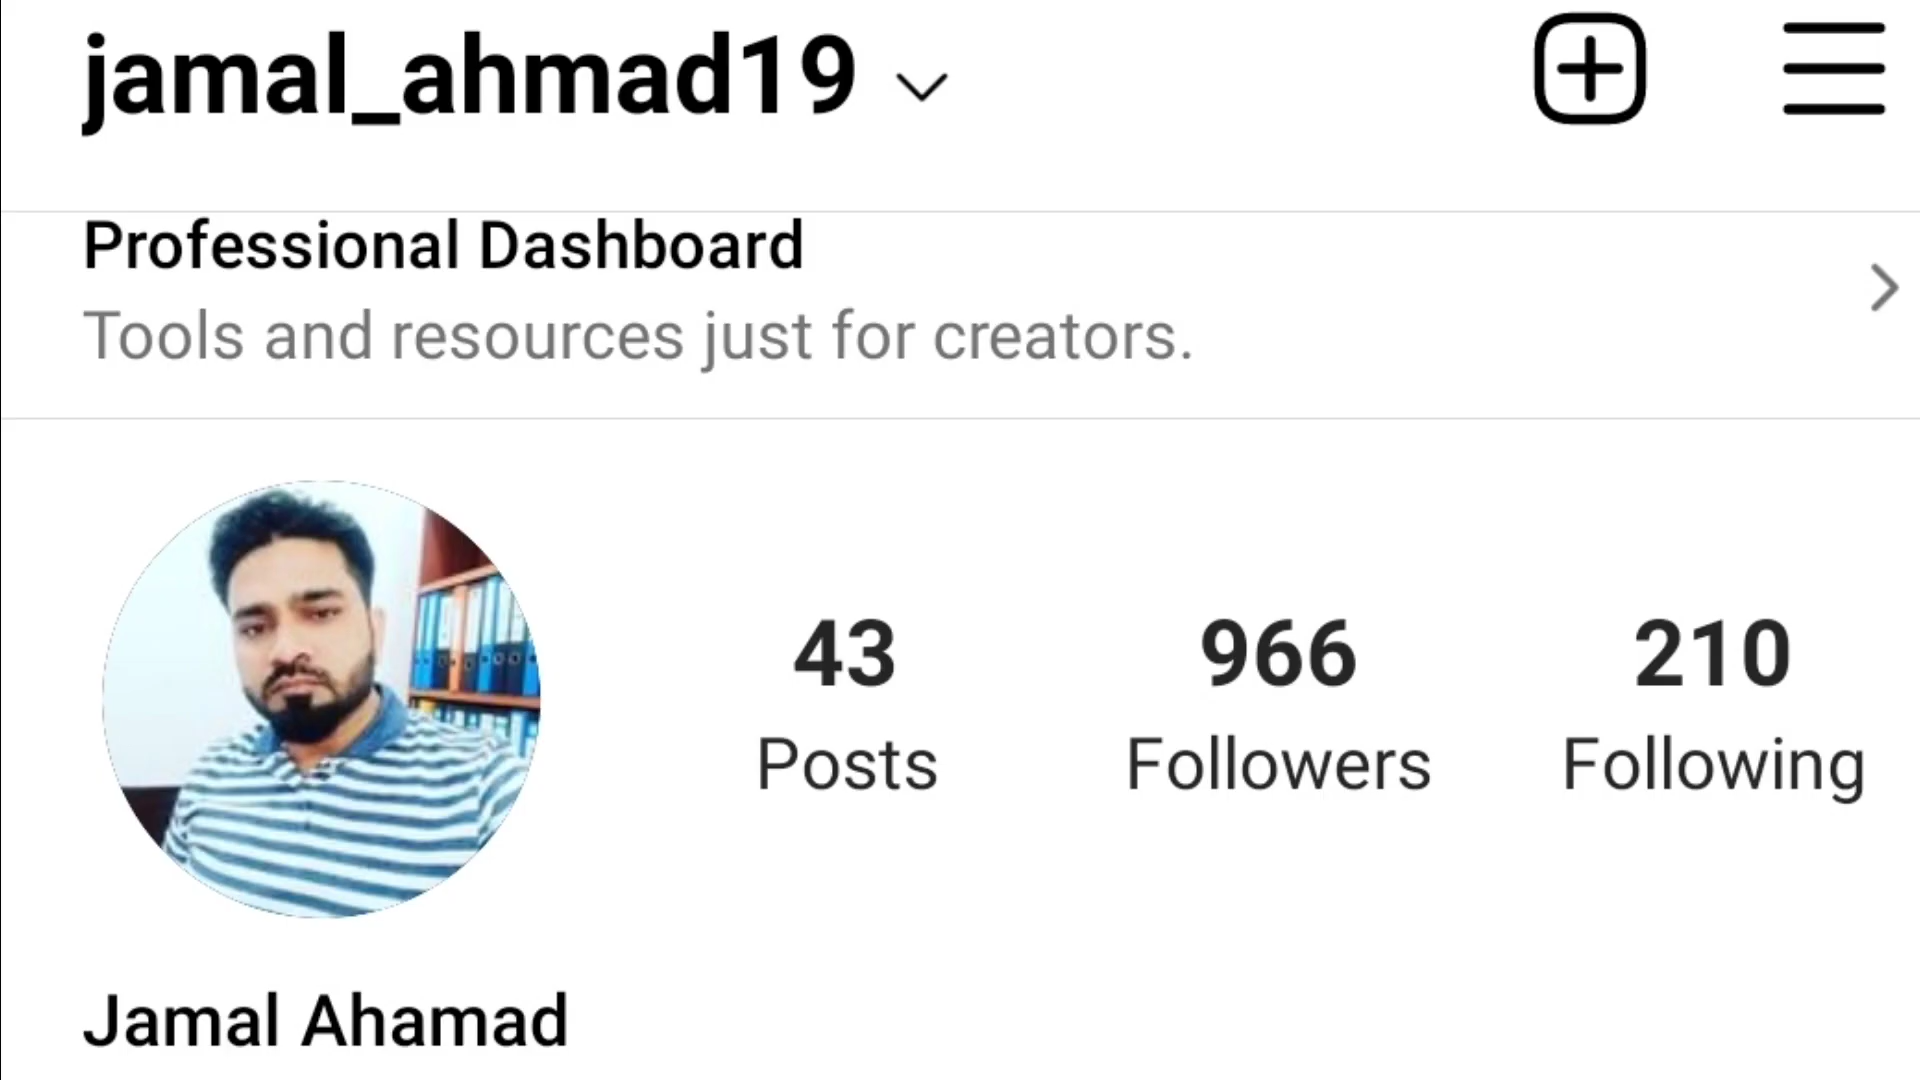 jamal_ahmad19
Professional Dashboard
Tools and resources just for creators.
43
966
210
Posts
Followers
Following
Jamal Ahamad